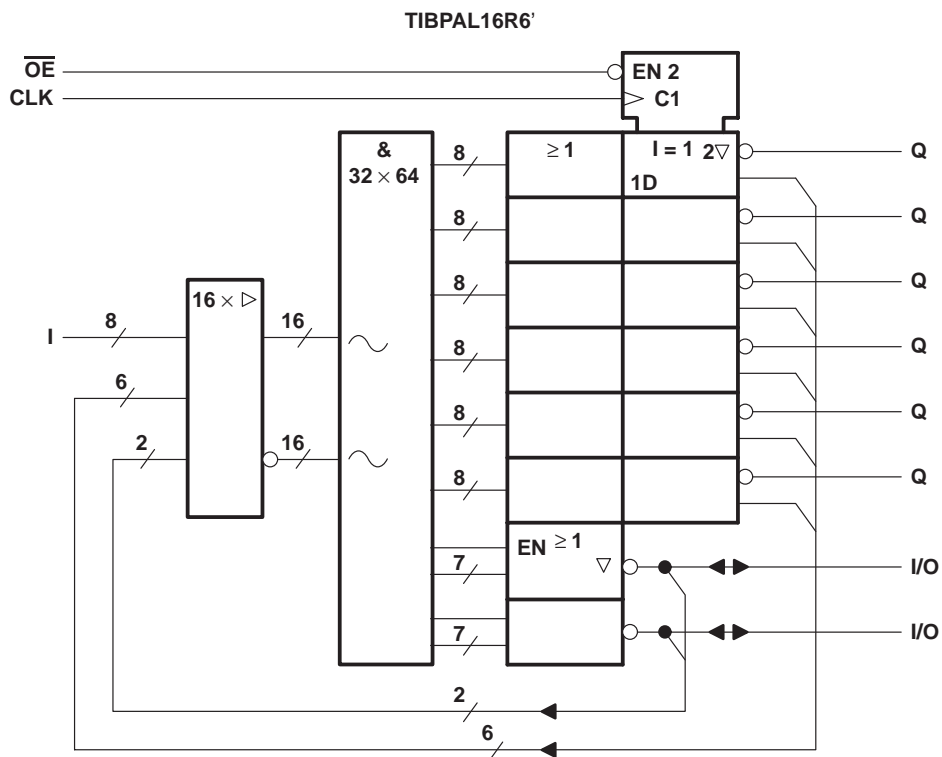 TIBPAL16R6’
OE
EN 2
CLK
C1
&
32 × 64
8
≥ 1
I = 1 2▽
1D
Q
8
Q
8
Q
16 × ▷
I
8
16
8
Q
6
8
Q
2
16
8
Q
EN ≥ 1
▽
7
I/O
7
I/O
2
6